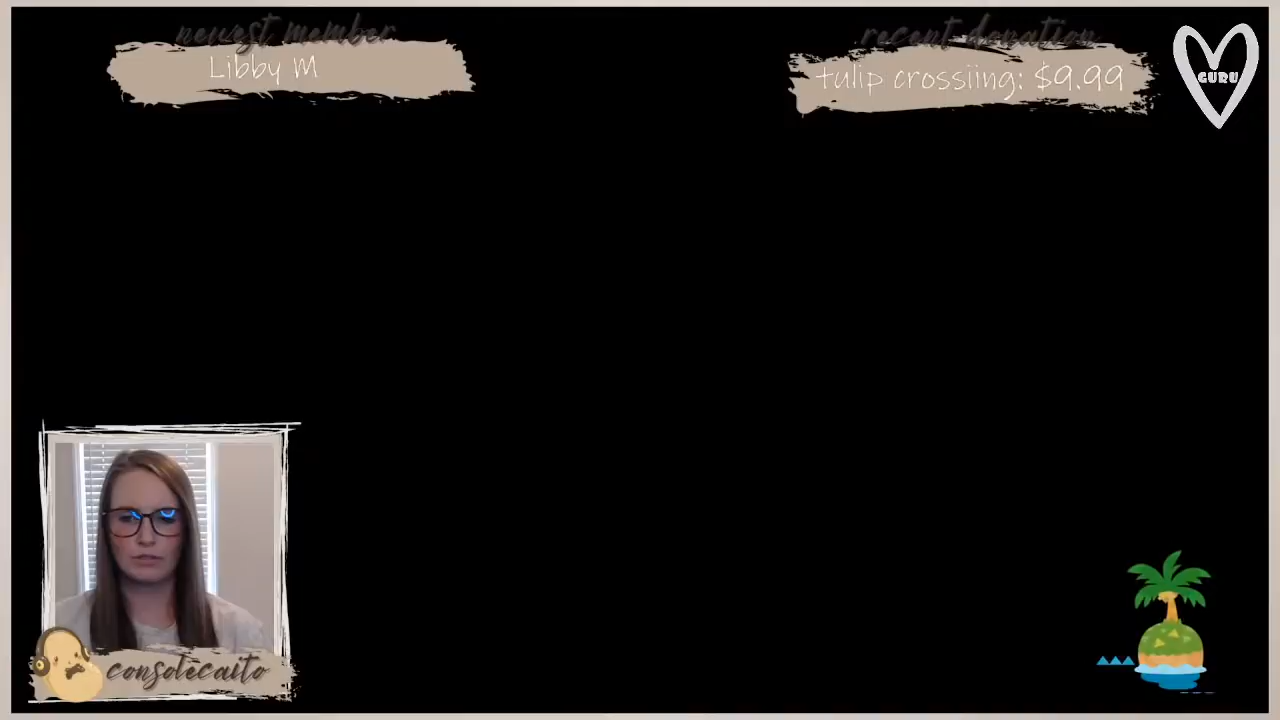 newest member
Libby M
recent donation
tulip crossiing: $9.99
GURU
consolecaito